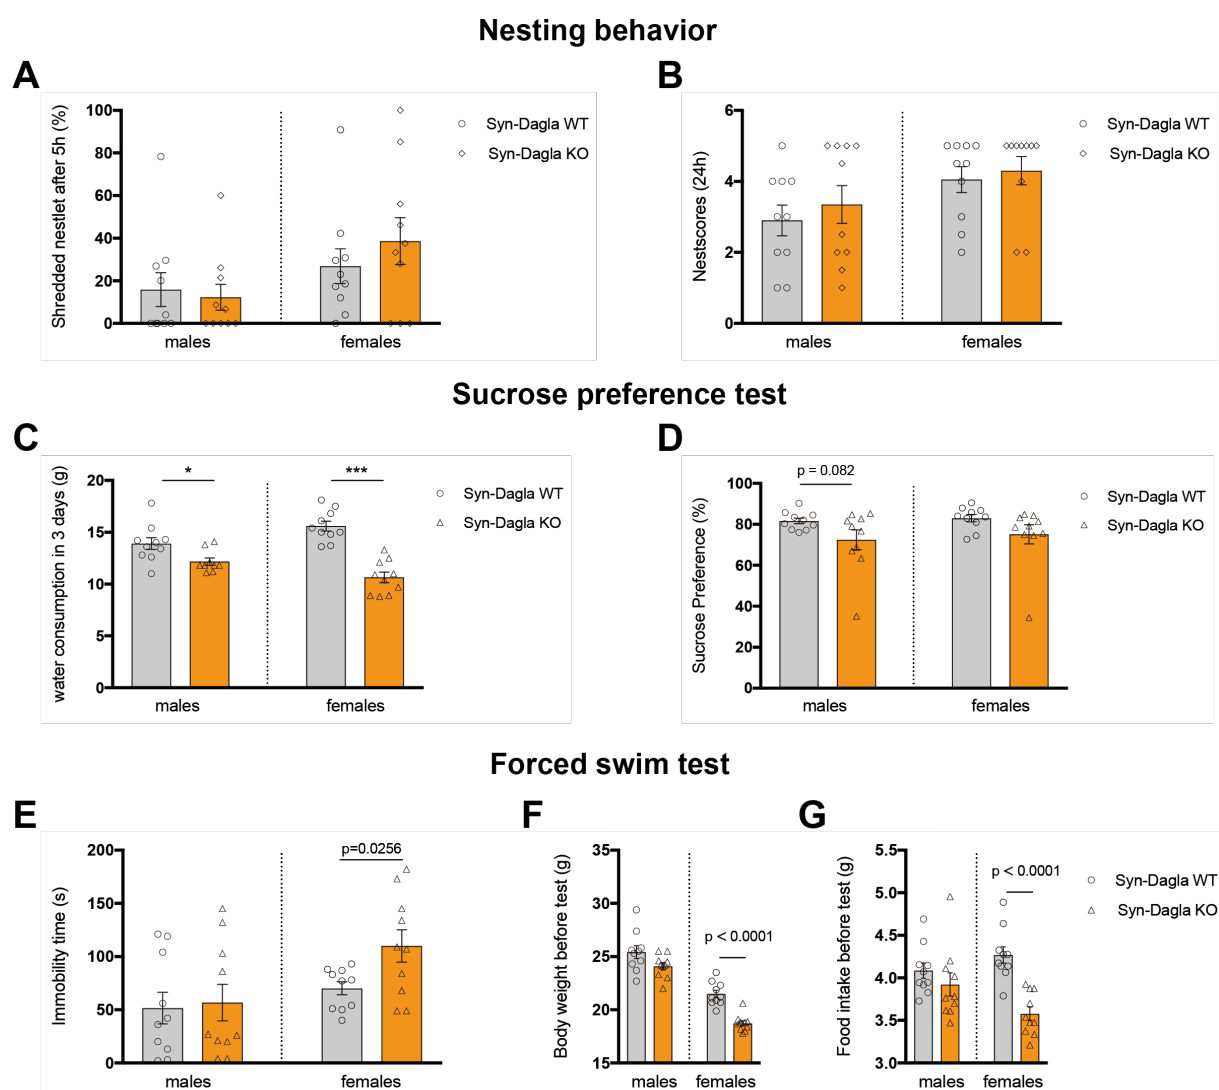 Nesting behavior
A
Shredded nestlet after 5h (%)
100
80
60
40
20
0
males
females
Syn-Dagla WT
Syn-Dagla KO
B
Nestscores (24h)
6
4
2
0
males
females
Syn-Dagla WT
Syn-Dagla KO
Sucrose preference test
C
water consumption in 3 days (g)
20
15
10
5
0
*
***
males
females
Syn-Dagla WT
Syn-Dagla KO
D
Sucrose Preference (%)
100
80
60
40
20
0
p = 0.082
males
females
Syn-Dagla WT
Syn-Dagla KO
Forced swim test
E
Immobility time (s)
200
150
100
50
0
p=0.0256
males
females
F
Body weight before test (g)
35
30
25
20
15
p < 0.0001
males
females
G
Food intake before test (g)
5.5
5.0
4.5
4.0
3.5
3.0
p < 0.0001
males
females
Syn-Dagla WT
Syn-Dagla KO